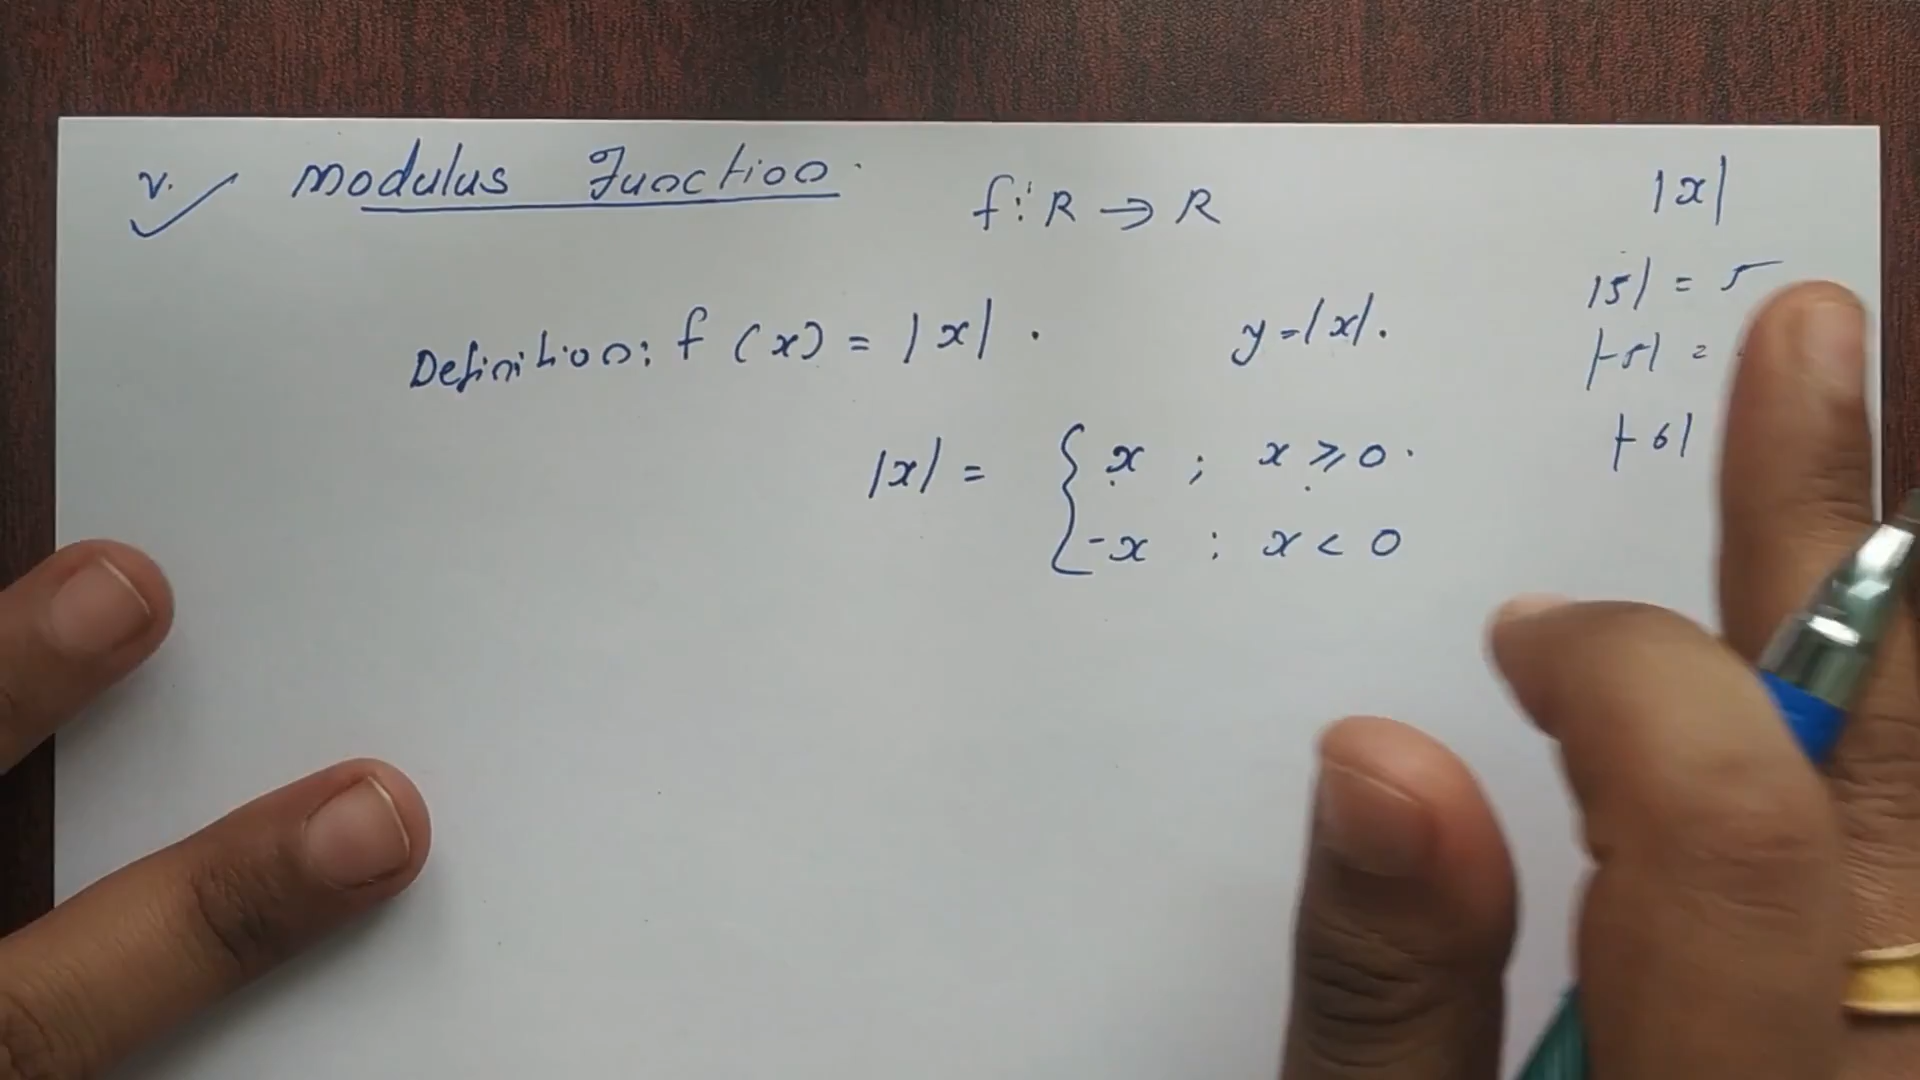 v. Modulus Function.
f: R → R
Definition: f(x) = |x|.
y = |x|.
|x| = { x ; x ≥ 0.
-x : x < 0
|x|
|5| = 5
|-5| =
|-6|